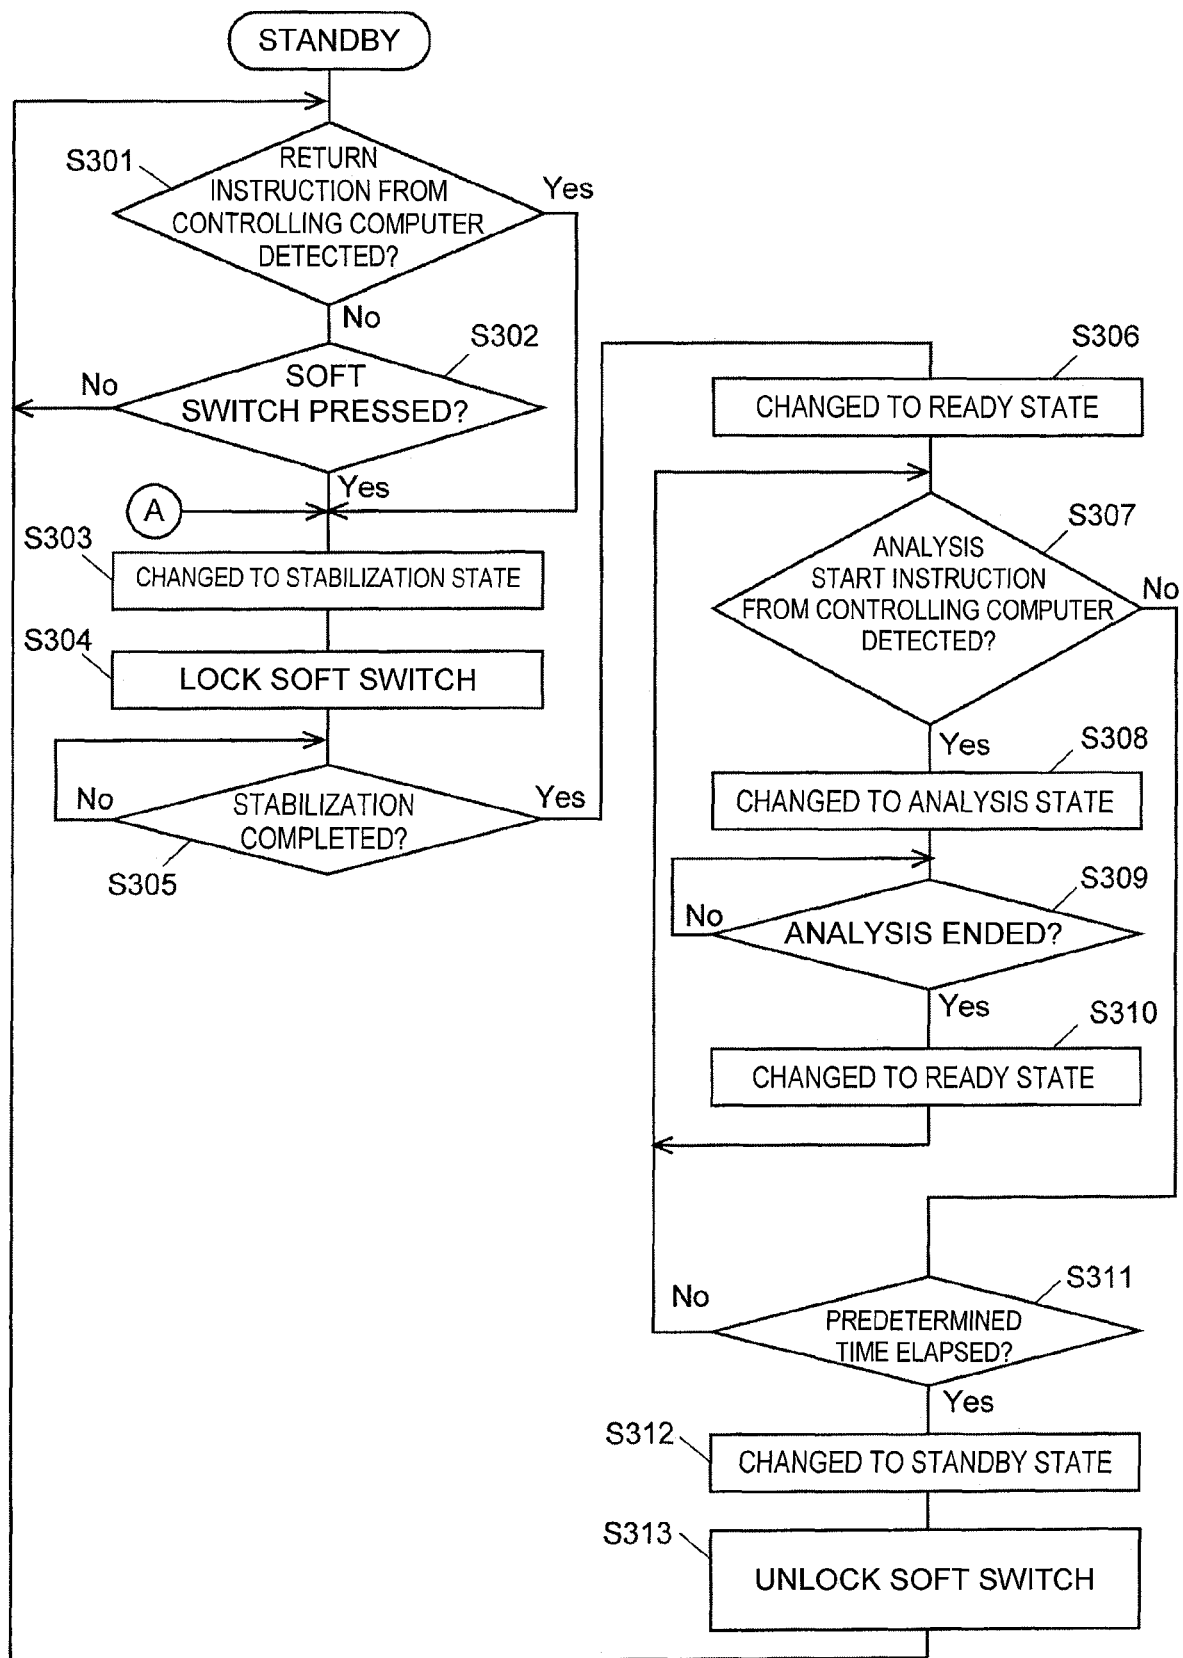 STANDBY
S301
RETURN
INSTRUCTION FROM
CONTROLLING COMPUTER
DETECTED?
Yes
No
S302
SOFT
SWITCH PRESSED?
No
Yes
A
S303
CHANGED TO STABILIZATION STATE
S304
LOCK SOFT SWITCH
No
STABILIZATION
COMPLETED?
Yes
S305
S306
CHANGED TO READY STATE
S307
ANALYSIS
START INSTRUCTION
FROM CONTROLLING COMPUTER
DETECTED?
No
Yes
S308
CHANGED TO ANALYSIS STATE
S309
No
ANALYSIS ENDED?
Yes
S310
CHANGED TO READY STATE
S311
No
PREDETERMINED
TIME ELAPSED?
Yes
S312
CHANGED TO STANDBY STATE
S313
UNLOCK SOFT SWITCH